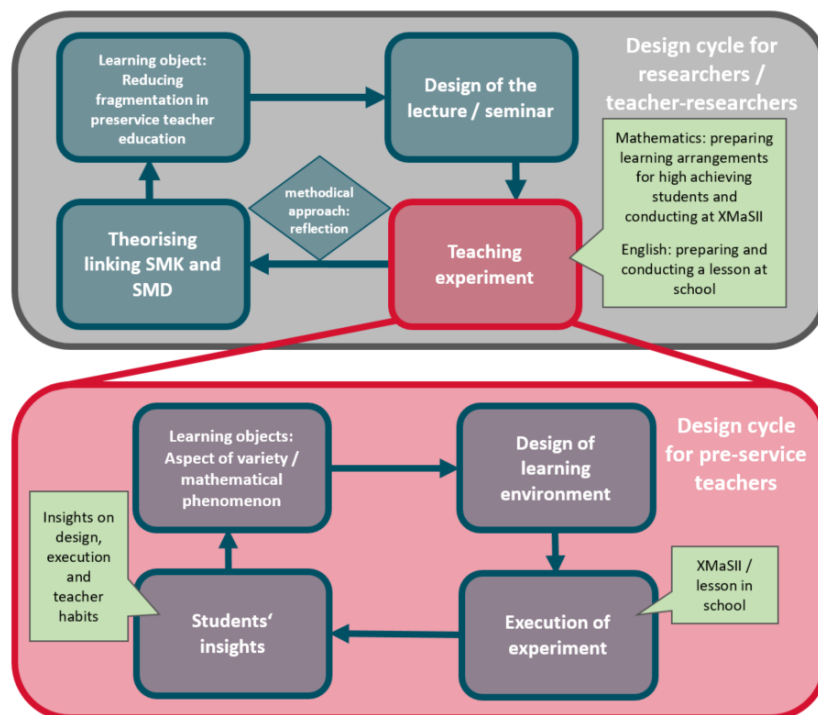 Learning object:
Reducing
fragmentation in
preservice teacher
education
Design of the
lecture / seminar
Design cycle for
researchers /
teacher-researchers
Mathematics: preparing
learning arrangements
for high achieving
students and
conducting at XMaSII
English: preparing and
conducting a lesson at
school
methodical
approach:
reflection
Theorising
linking SMK and
SMD
Teaching
experiment
Learning objects:
Aspect of variety /
mathematical
phenomenon
Design of
learning
environment
Design cycle
for pre-service
teachers
Insights on
design,
execution
and
teacher
habits
Students‘
insights
Execution of
experiment
XMaSII /
lesson in
school